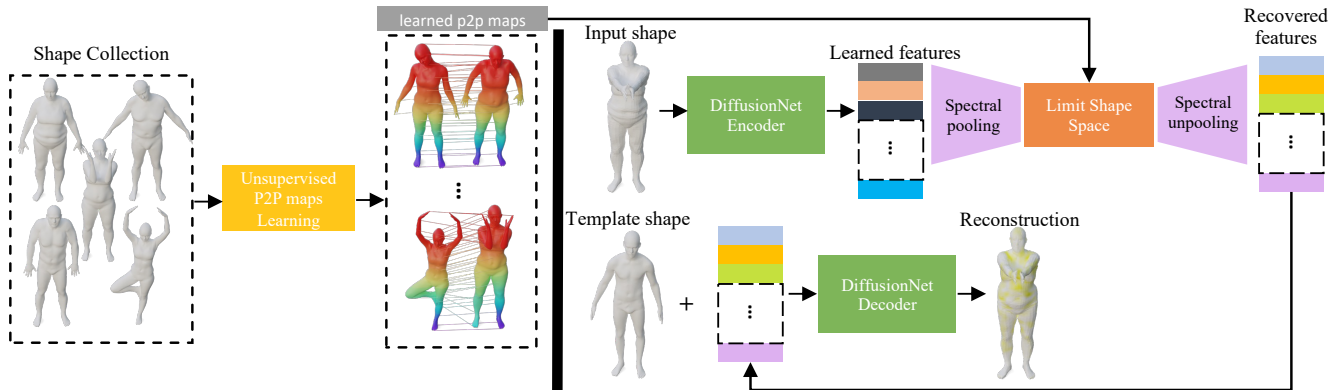 learned p2p maps
Shape Collection
Unsupervised
P2P maps
Learning
Input shape
DiffusionNet
Encoder
Learned features
Spectral
pooling
Limit Shape
Space
Spectral
unpooling
Recovered
features
Template shape
+
DiffusionNet
Decoder
Reconstruction